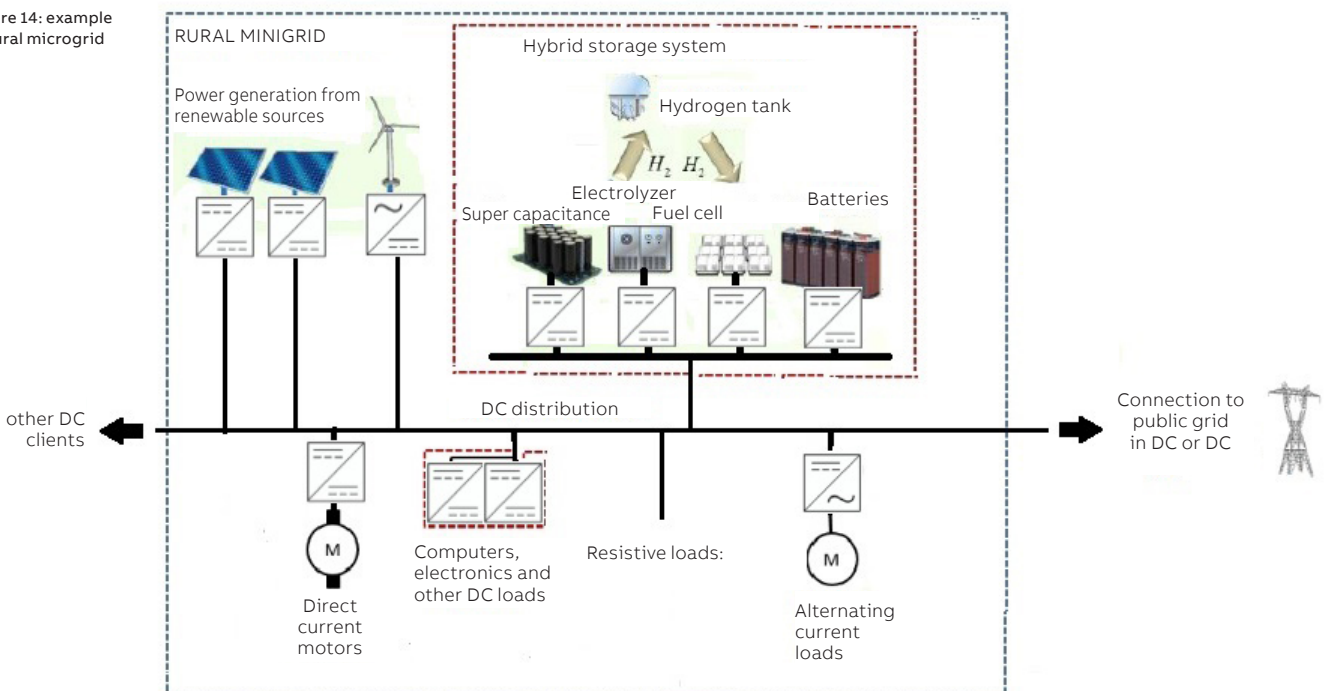 re 14: example
ural microgrid
RURAL MINIGRID
Hybrid storage system
Power generation from
renewable sources
Hydrogen tank
H₂ H₂
Electrolyzer
Super capacitance
Fuel cell
Batteries
DC distribution
other DC
clients
Connection to
public grid
in DC or DC
M
Direct
current
motors
Computers,
electronics and
other DC loads
Resistive loads:
M
Alternating
current
loads